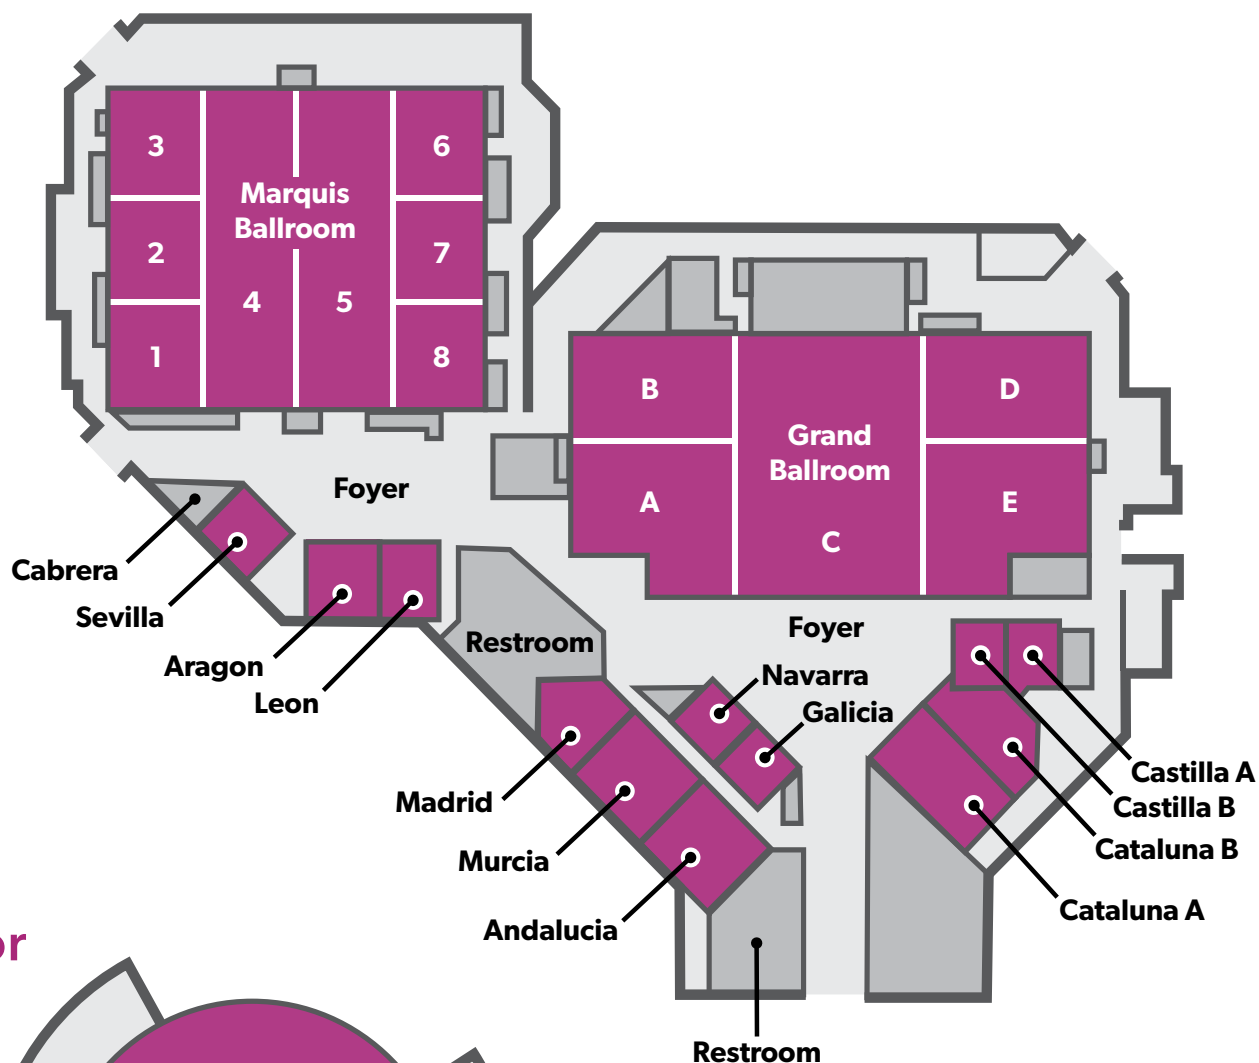 3
6
Marquis
Ballroom
2
7
4
5
1
8
B
D
Grand
Ballroom
A
E
C
Foyer
Cabrera
Sevilla
Aragon
Leon
Restroom
Foyer
Navarra
Galicia
Madrid
Murcia
Andalucia
Castilla A
Castilla B
Cataluna B
Cataluna A
or
Restroom